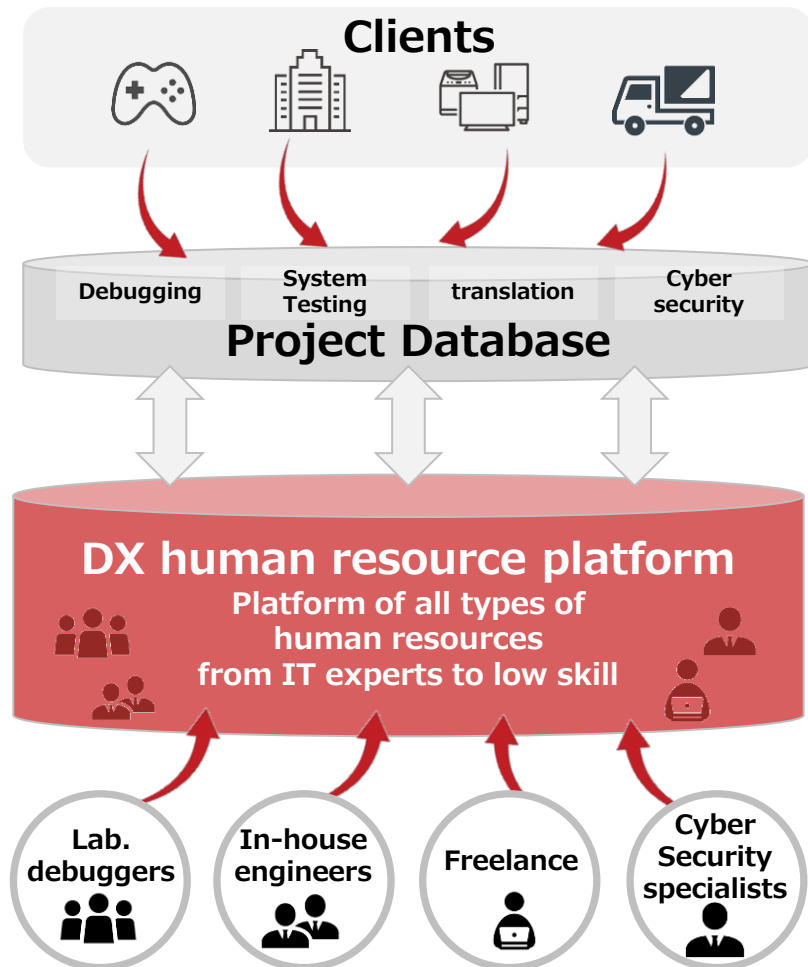 Clients
Debugging
System
Testing
translation
Cyber
security
Project Database
DX human resource platform
Platform of all types of
human resources
from IT experts to low skill
Lab.
debuggers
In-house
engineers
Freelance
Cyber
Security
specialists